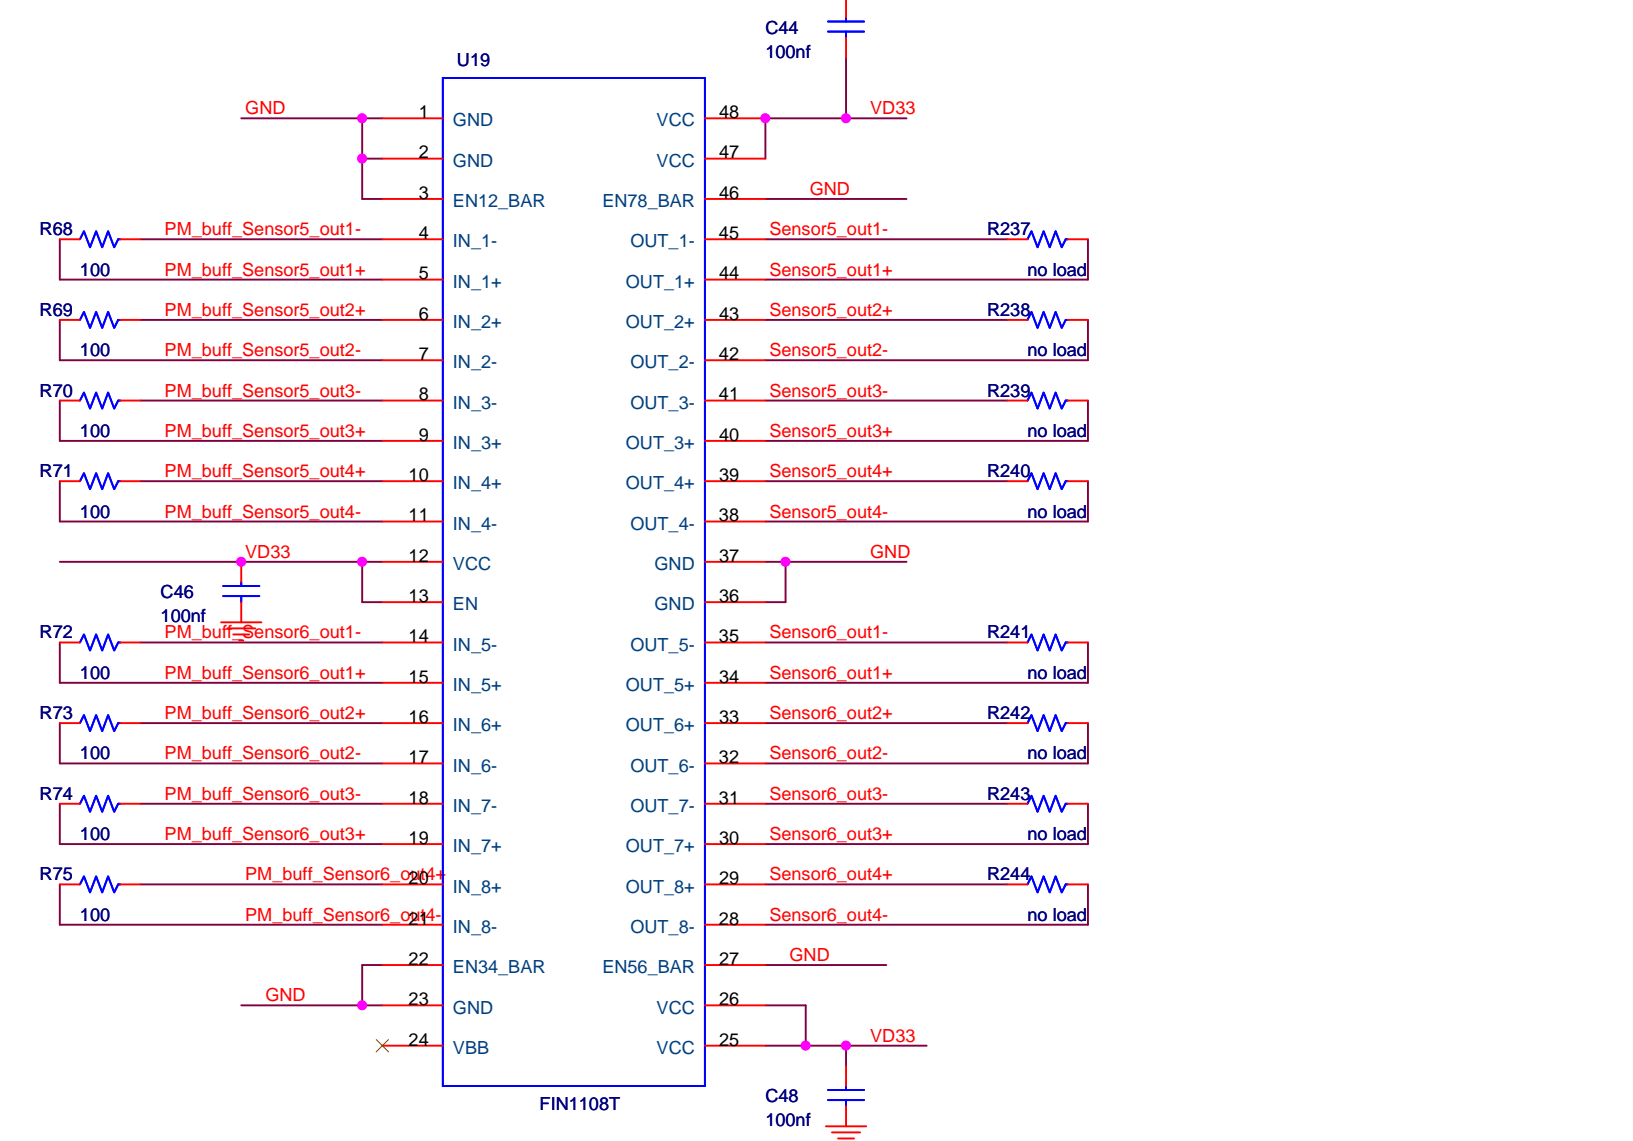 C44
100nf
U19
GND 1 GND VCC 48 VD33
2 GND VCC 47
3 EN12_BAR EN78_BAR 46 GND
R68 PM_buff_Sensor5_out1- 4 IN_1- OUT_1- 45 Sensor5_out1- R237
100 PM_buff_Sensor5_out1+ 5 IN_1+ OUT_1+ 44 Sensor5_out1+ no load
R69 PM_buff_Sensor5_out2+ 6 IN_2+ OUT_2+ 43 Sensor5_out2+ R238
100 PM_buff_Sensor5_out2- 7 IN_2- OUT_2- 42 Sensor5_out2- no load
R70 PM_buff_Sensor5_out3- 8 IN_3- OUT_3- 41 Sensor5_out3- R239
100 PM_buff_Sensor5_out3+ 9 IN_3+ OUT_3+ 40 Sensor5_out3+ no load
R71 PM_buff_Sensor5_out4+ 10 IN_4+ OUT_4+ 39 Sensor5_out4+ R240
100 PM_buff_Sensor5_out4- 11 IN_4- OUT_4- 38 Sensor5_out4- no load
VD33 12 VCC GND 37 GND
C46 13 EN GND 36
100nf
R72 PM_buff_Sensor6_out1- 14 IN_5- OUT_5- 35 Sensor6_out1- R241
100 PM_buff_Sensor6_out1+ 15 IN_5+ OUT_5+ 34 Sensor6_out1+ no load
R73 PM_buff_Sensor6_out2+ 16 IN_6+ OUT_6+ 33 Sensor6_out2+ R242
100 PM_buff_Sensor6_out2- 17 IN_6- OUT_6- 32 Sensor6_out2- no load
R74 PM_buff_Sensor6_out3- 18 IN_7- OUT_7- 31 Sensor6_out3- R243
100 PM_buff_Sensor6_out3+ 19 IN_7+ OUT_7+ 30 Sensor6_out3+ no load
R75 PM_buff_Sensor6_out4+ 20 IN_8+ OUT_8+ 29 Sensor6_out4+ R244
100 PM_buff_Sensor6_out4- 21 IN_8- OUT_8- 28 Sensor6_out4- no load
22 EN34_BAR EN56_BAR 27 GND
GND 23 GND VCC 26
24 VBB VCC 25 VD33
FIN1108T
C48
100nf